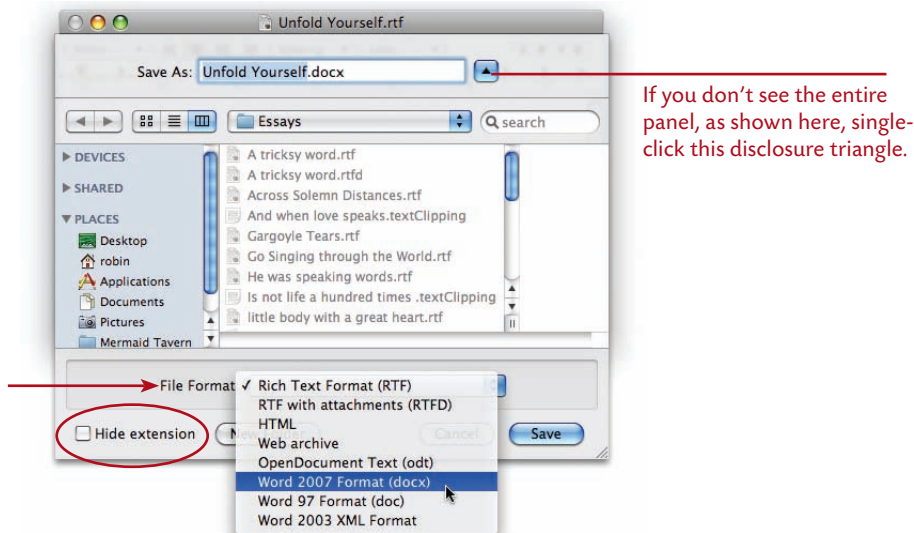 Unfold Yourself.rtf
Save As: Unfold Yourself.docx
If you don't see the entire
panel, as shown here, single-
click this disclosure triangle.
Essays
search
DEVICES
SHARED
PLACES
Desktop
robin
Applications
Documents
Pictures
Mermaid Tavern
A tricksy word.rtf
A tricksy word.rtfd
Across Solemn Distances.rtf
And when love speaks.textClipping
Gargoyle Tears.rtf
Go Singing through the World.rtf
He was speaking words.rtf
Is not life a hundred times .textClipping
little body with a great heart.rtf
File Format
✓ Rich Text Format (RTF)
RTF with attachments (RTFD)
HTML
Web archive
OpenDocument Text (odt)
Word 2007 Format (docx)
Word 97 Format (doc)
Word 2003 XML Format
Hide extension
Cancel
Save